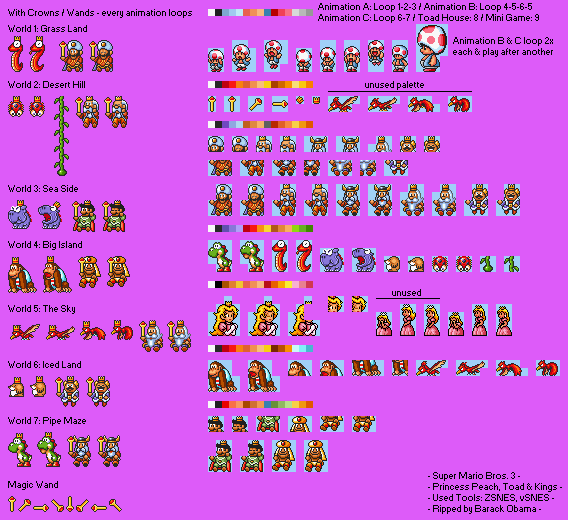 With Crowns / Wands - every animation loops
Animation A: Loop 1-2-3 / Animation B: Loop 4-5-6-5
Animation C: Loop 6-7 / Toad House: 8 / Mini Game: 9
World 1: Grass Land
Animation B & C loop 2x
each & play after another
World 2: Desert Hill
unused palette
World 3: Sea Side
World 4: Big Island
World 5: The Sky
unused
World 6: Iced Land
World 7: Pipe Maze
Magic Wand
- Super Mario Bros. 3 -
- Princess Peach, Toad & Kings -
- Used Tools: ZSNES, vSNES -
- Ripped by Barack Obama -